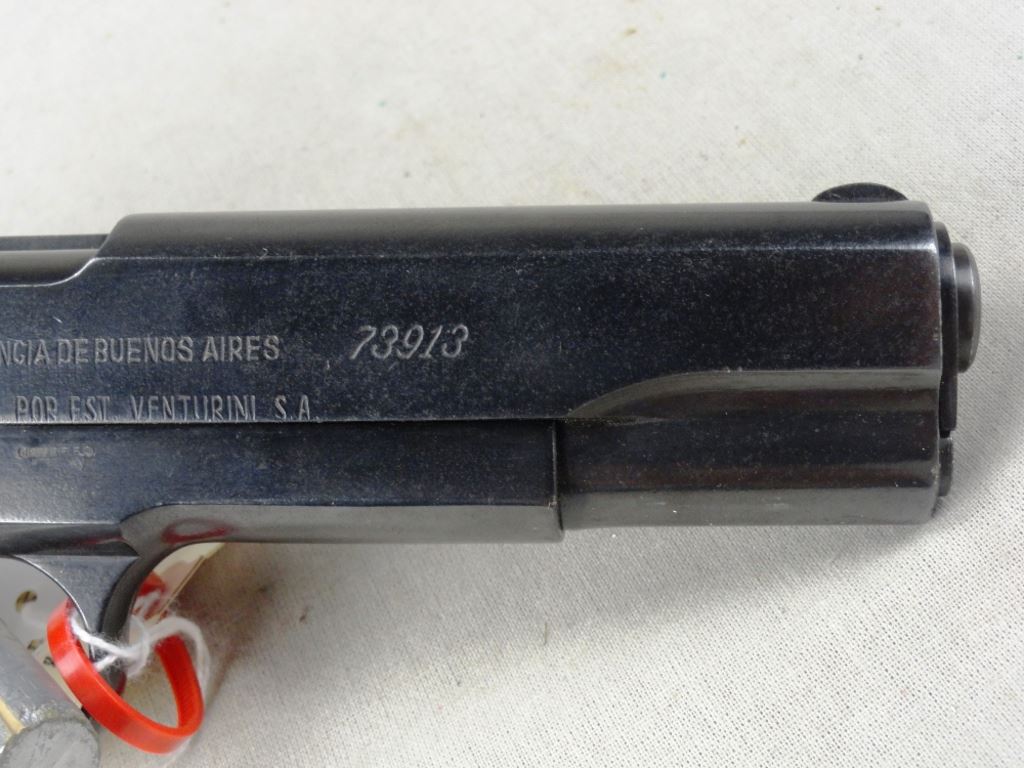 NCIA DE BUENOS AIRES 73913
POR EST. VENTURINI S.A